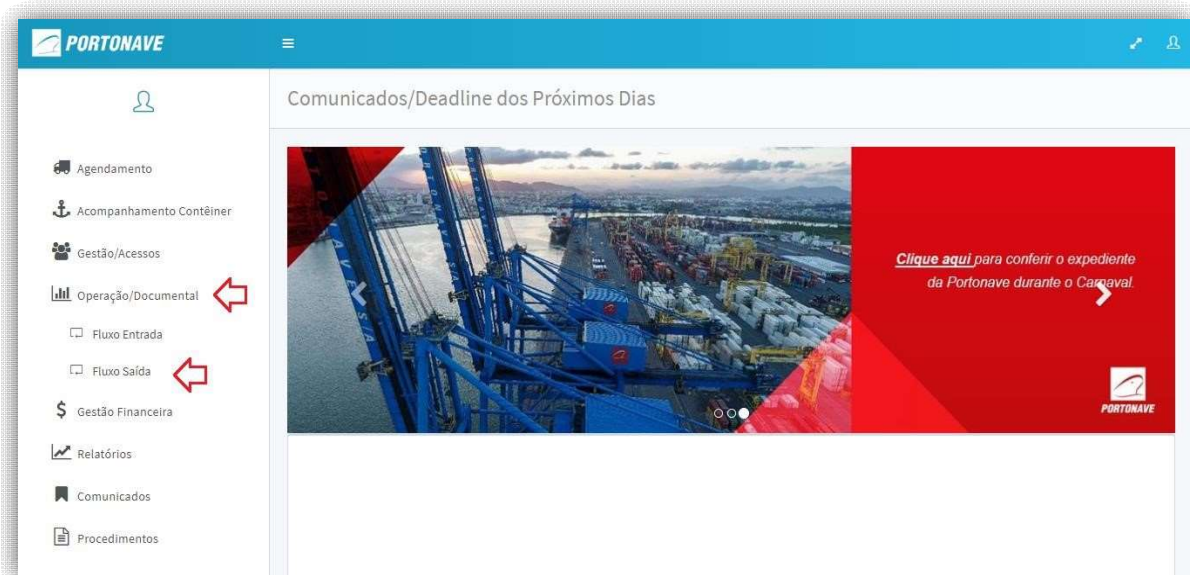 PORTONAVE
Comunicados/Deadline dos Próximos Dias
Agendamento
Acompanhamento Contêiner
Gestão/Acessos
Operação/Documental
Fluxo Entrada
Fluxo Saída
Gestão Financeira
Relatórios
Comunicados
Procedimentos
Clique aqui para conferir o expediente
da Portonave durante o Carnaval.
PORTONAVE